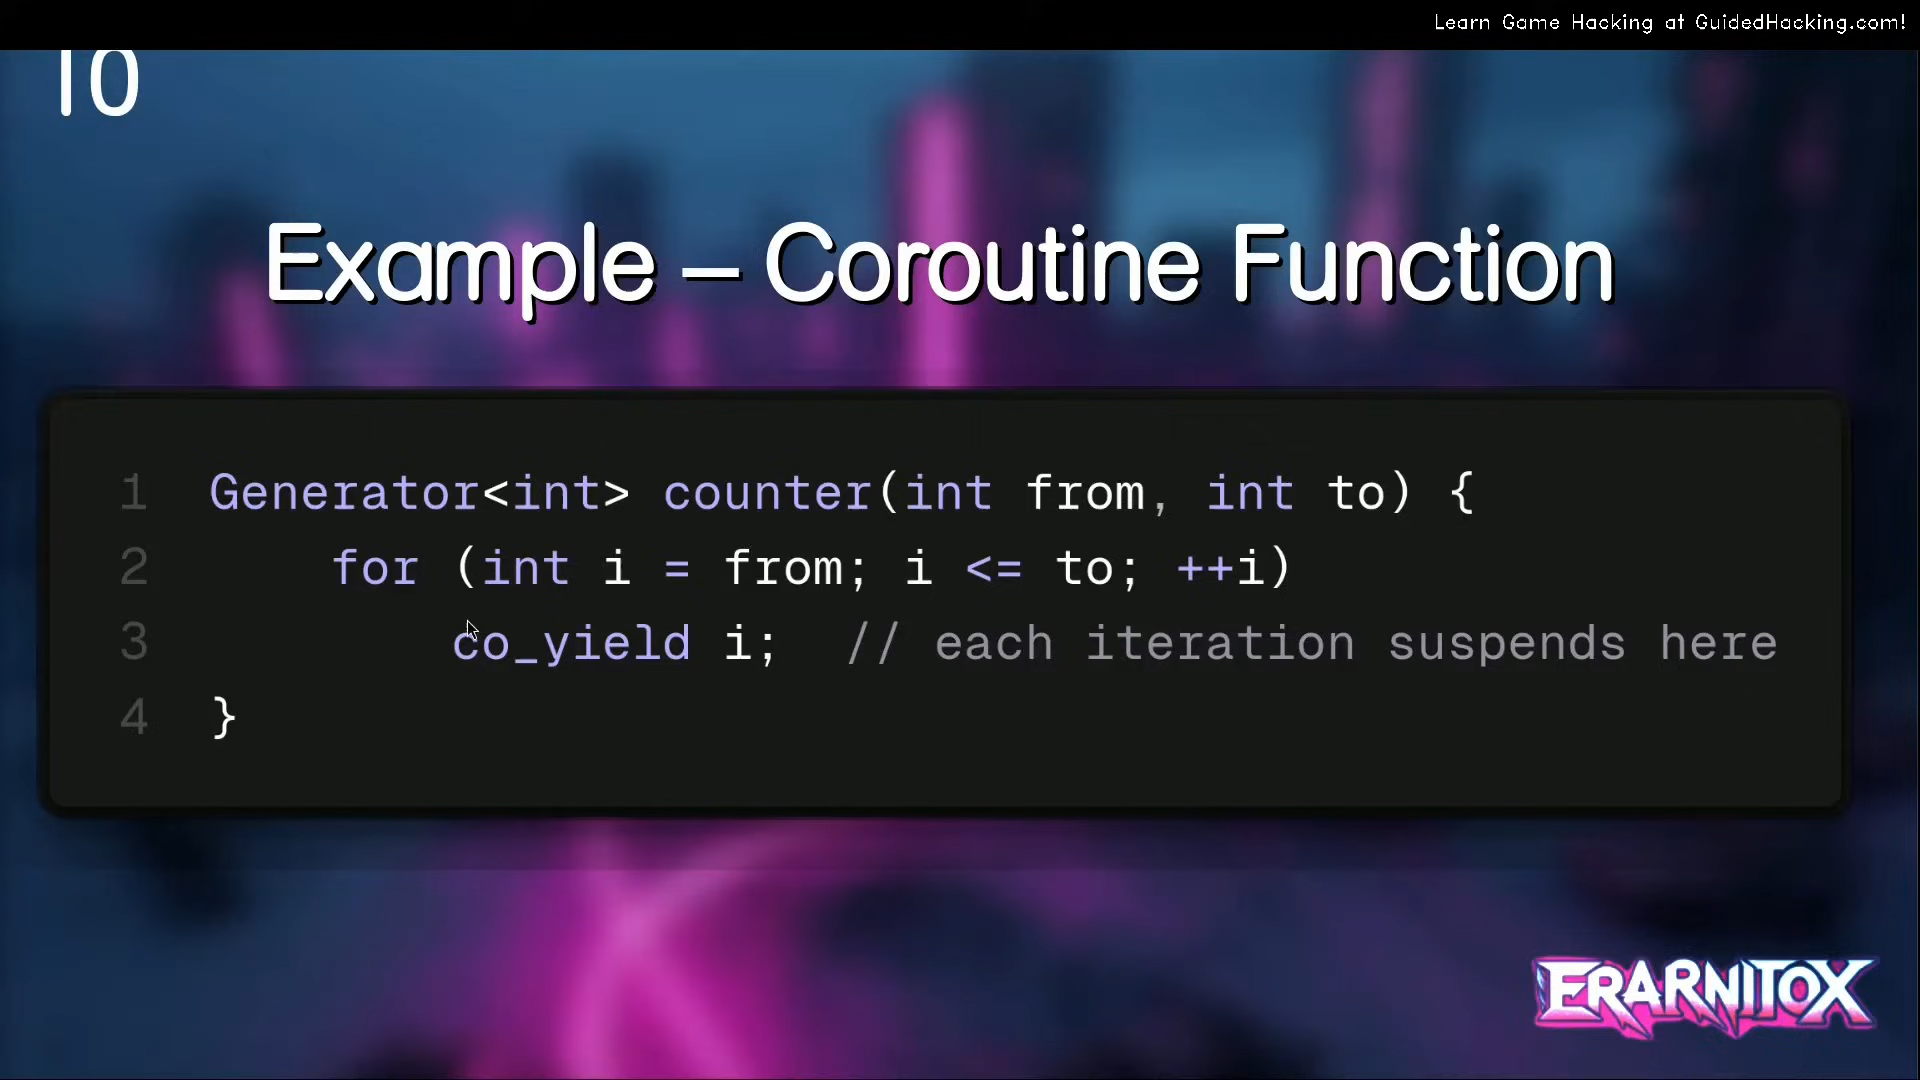 Learn Game Hacking at GuidedHacking.com!
10
Example – Coroutine Function
1 Generator<int> counter(int from, int to) {
2     for (int i = from; i <= to; ++i)
3         co_yield i;  // each iteration suspends here
4 }
ERARNITOX